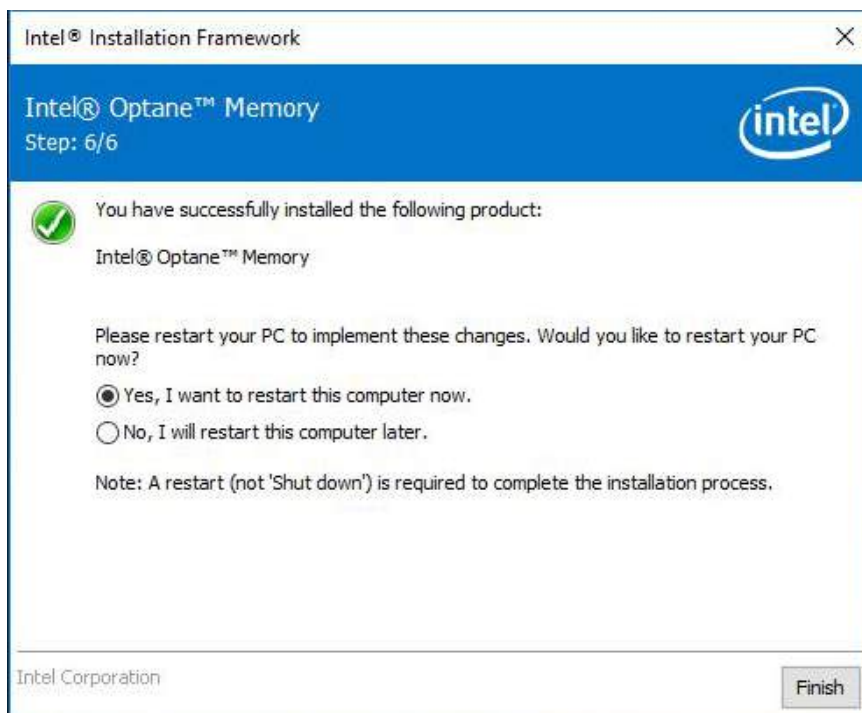 Intel® Installation Framework
Intel® Optane™ Memory
Step: 6/6
intel
You have successfully installed the following product:
Intel® Optane™ Memory
Please restart your PC to implement these changes. Would you like to restart your PC
now?
Yes, I want to restart this computer now.
No, I will restart this computer later.
Note: A restart (not 'Shut down') is required to complete the installation process.
Intel Corporation
Finish